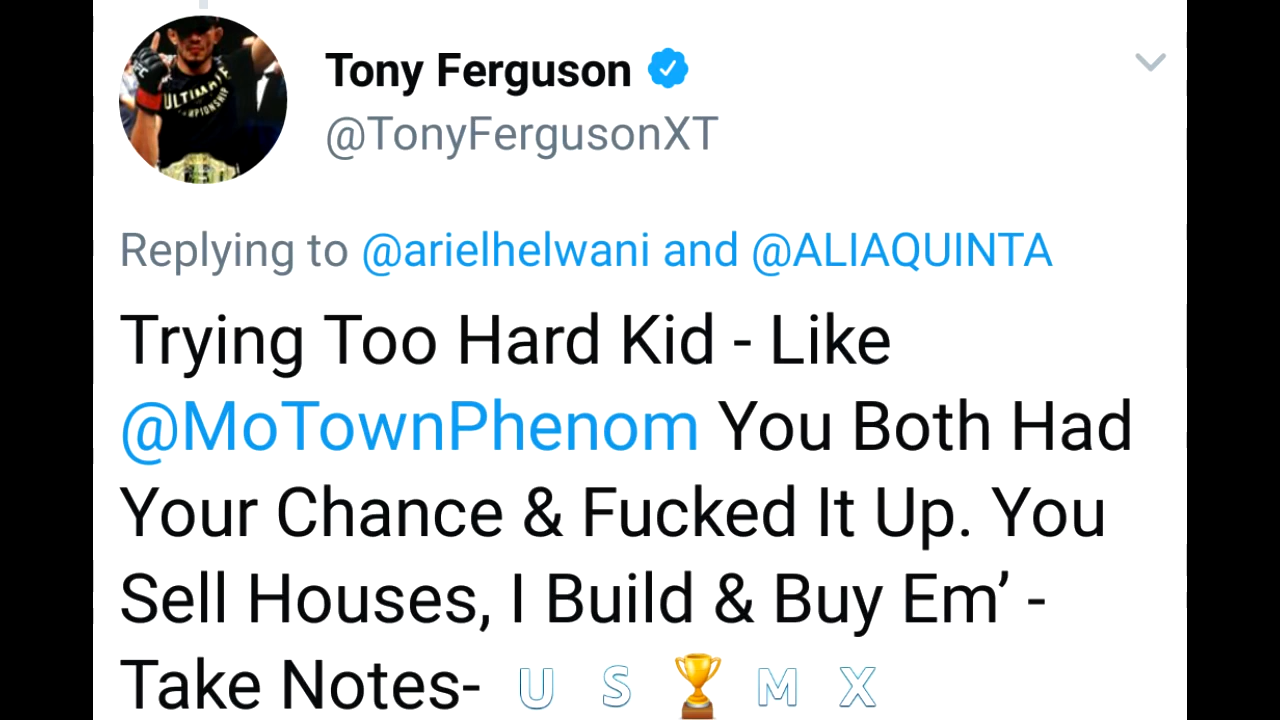 Tony Ferguson
@TonyFergusonXT
Replying to @arielhelwani and @ALIAQUINTA
Trying Too Hard Kid - Like
@MoTownPhenom You Both Had
Your Chance & Fucked It Up. You
Sell Houses, I Build & Buy Em’ -
Take Notes- 🇺 🇸 🏆 🇲 🇽